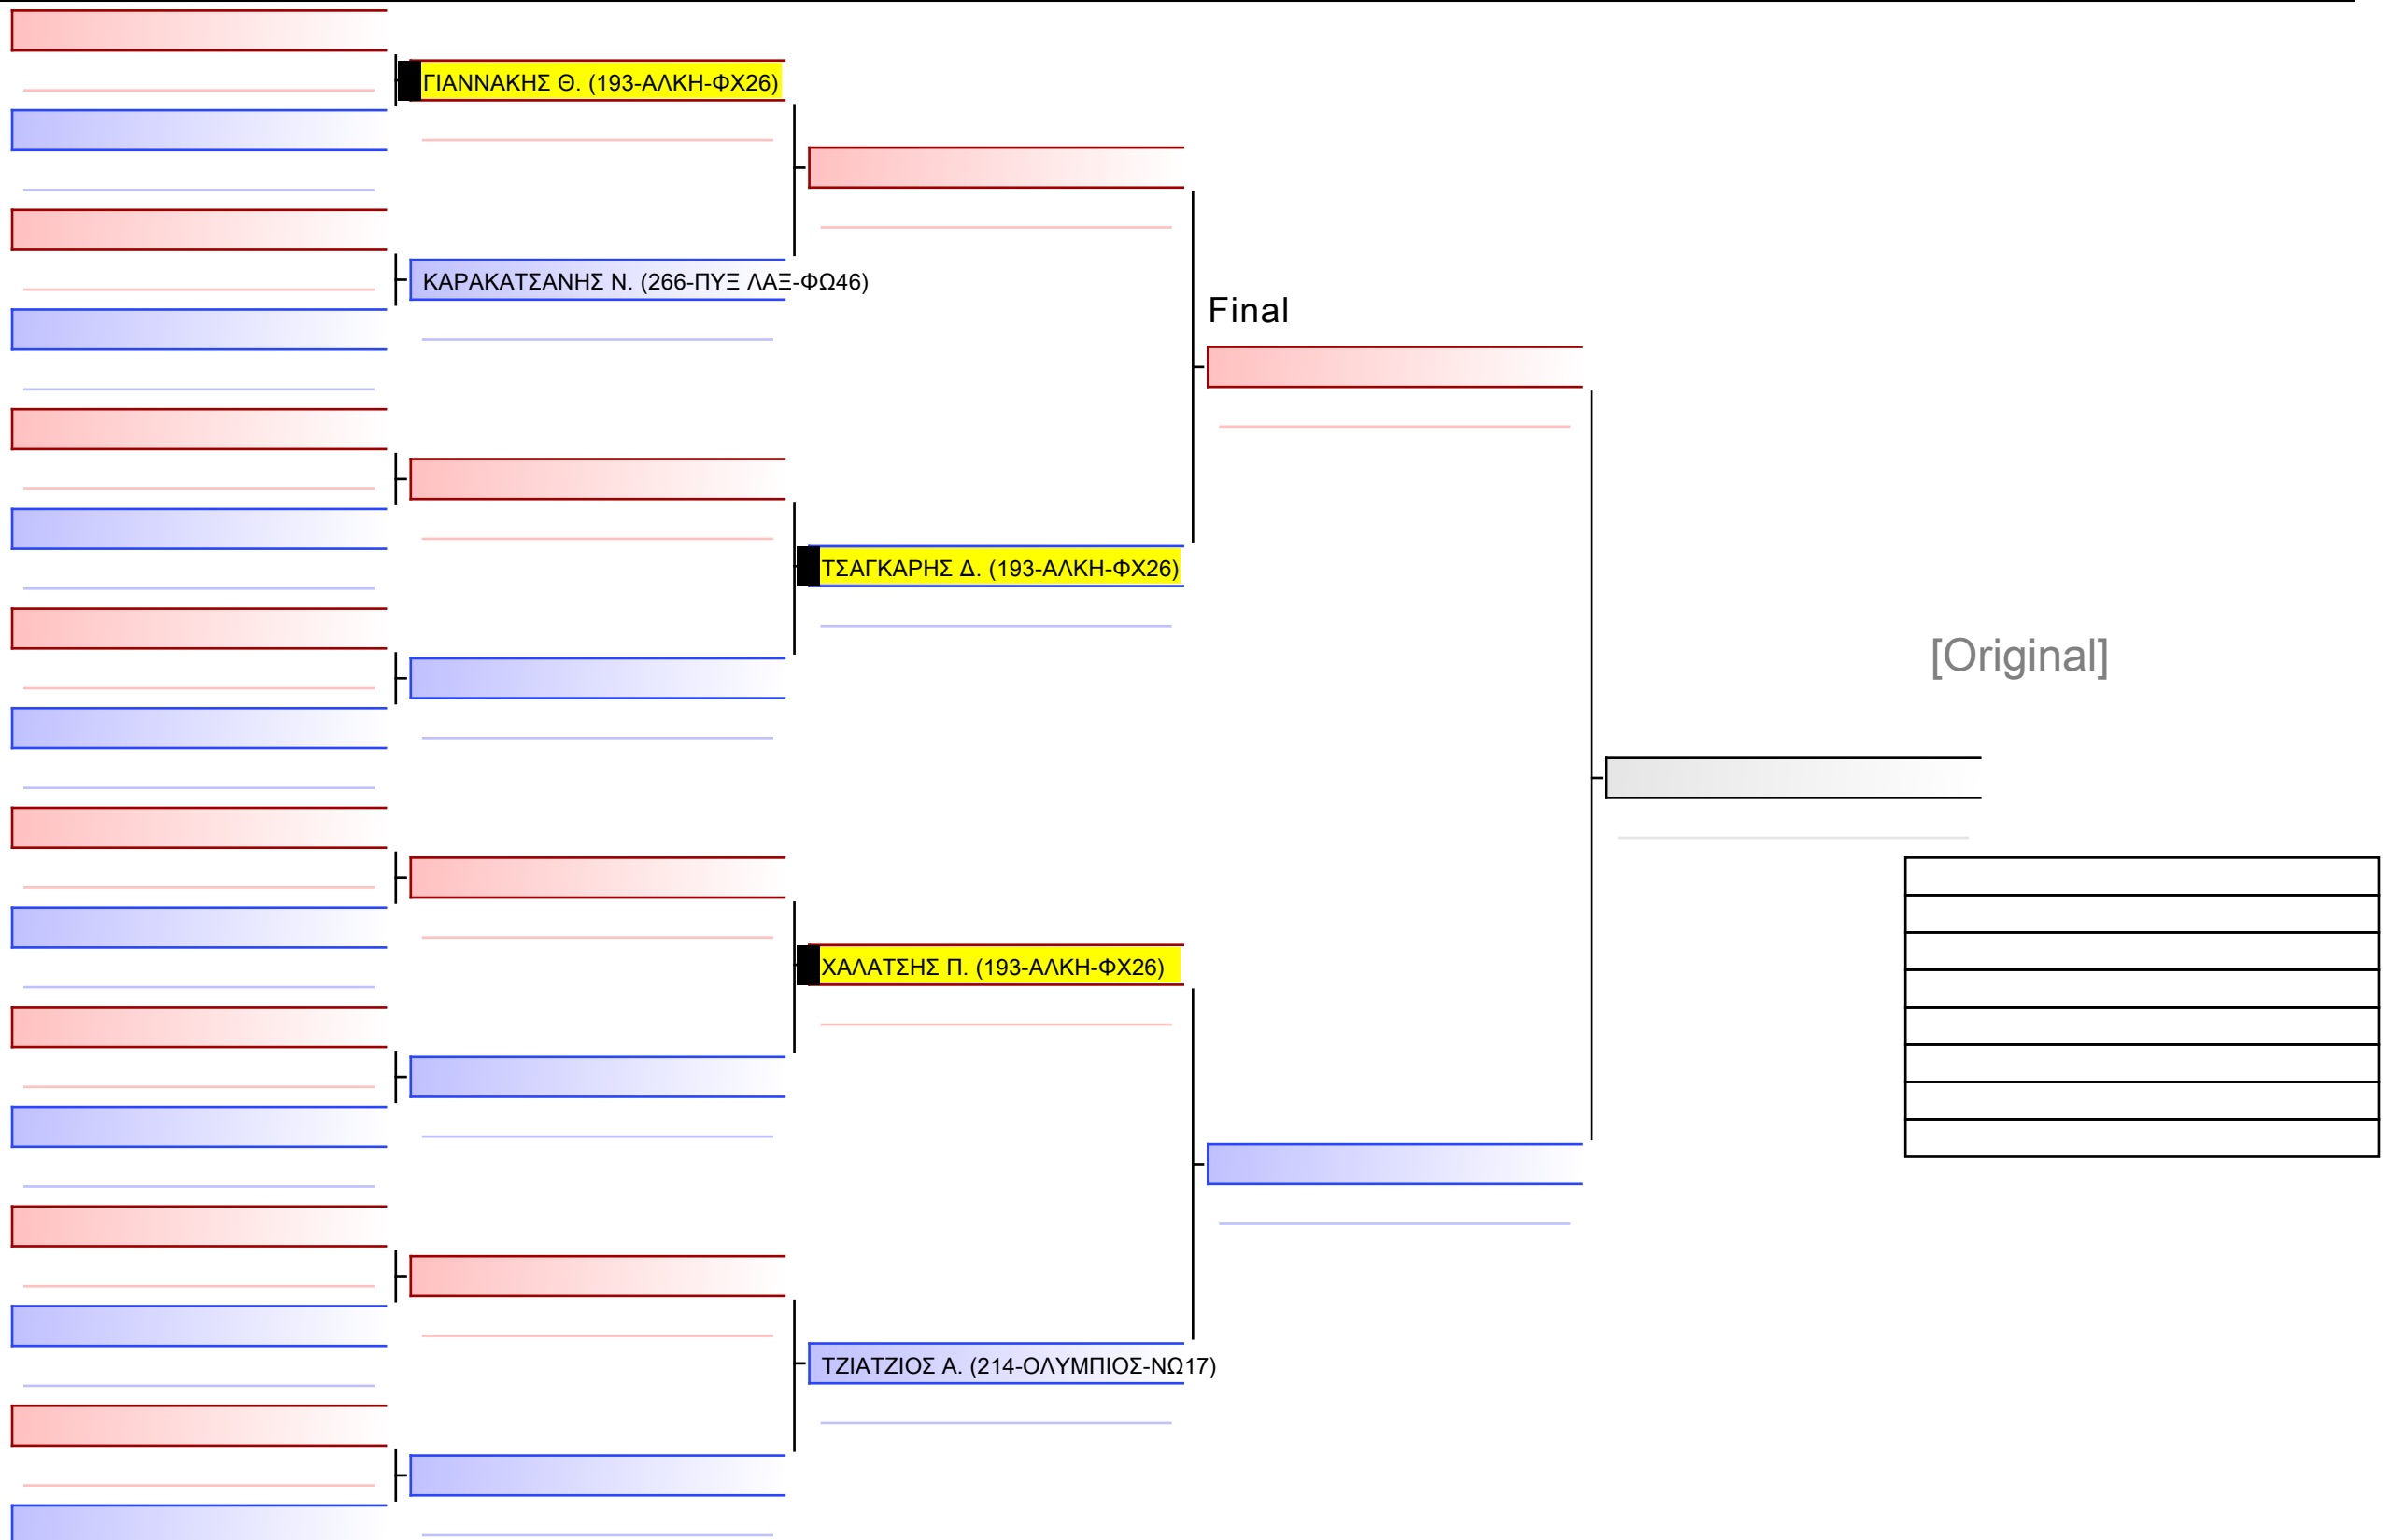 ΓΙΑΝΝΑΚΗΣ Θ. (193-ΑΛΚΗ-ΦΧ26)
ΚΑΡΑΚΑΤΣΑΝΗΣ Ν. (266-ΠΥΞ ΛΑΞ-ΦΩ46)
Final
ΤΣΑΓΚΑΡΗΣ Δ. (193-ΑΛΚΗ-ΦΧ26)
[Original]
ΧΑΛΑΤΣΗΣ Π. (193-ΑΛΚΗ-ΦΧ26)
ΤΖΙΑΤΖΙΟΣ Α. (214-ΟΛΥΜΠΙΟΣ-ΝΩ17)